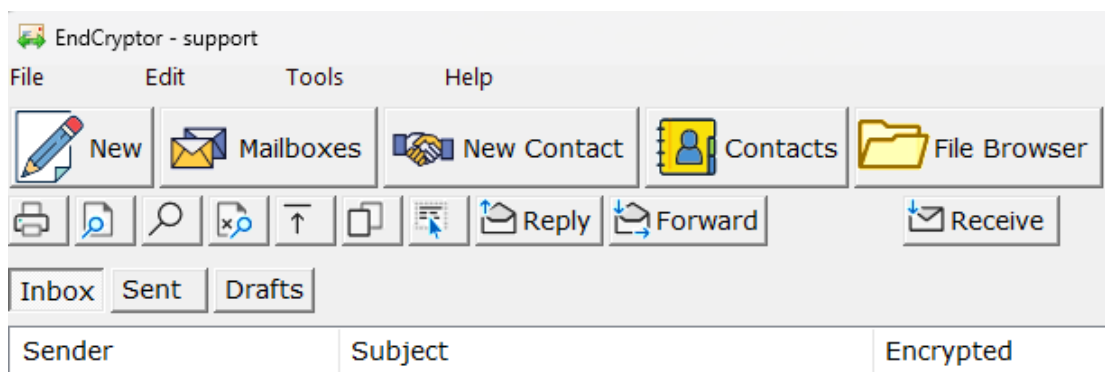 EndCryptor - support
File Edit Tools Help
New Mailboxes New Contact Contacts File Browser
Reply Forward Receive
Inbox Sent Drafts
Sender Subject Encrypted